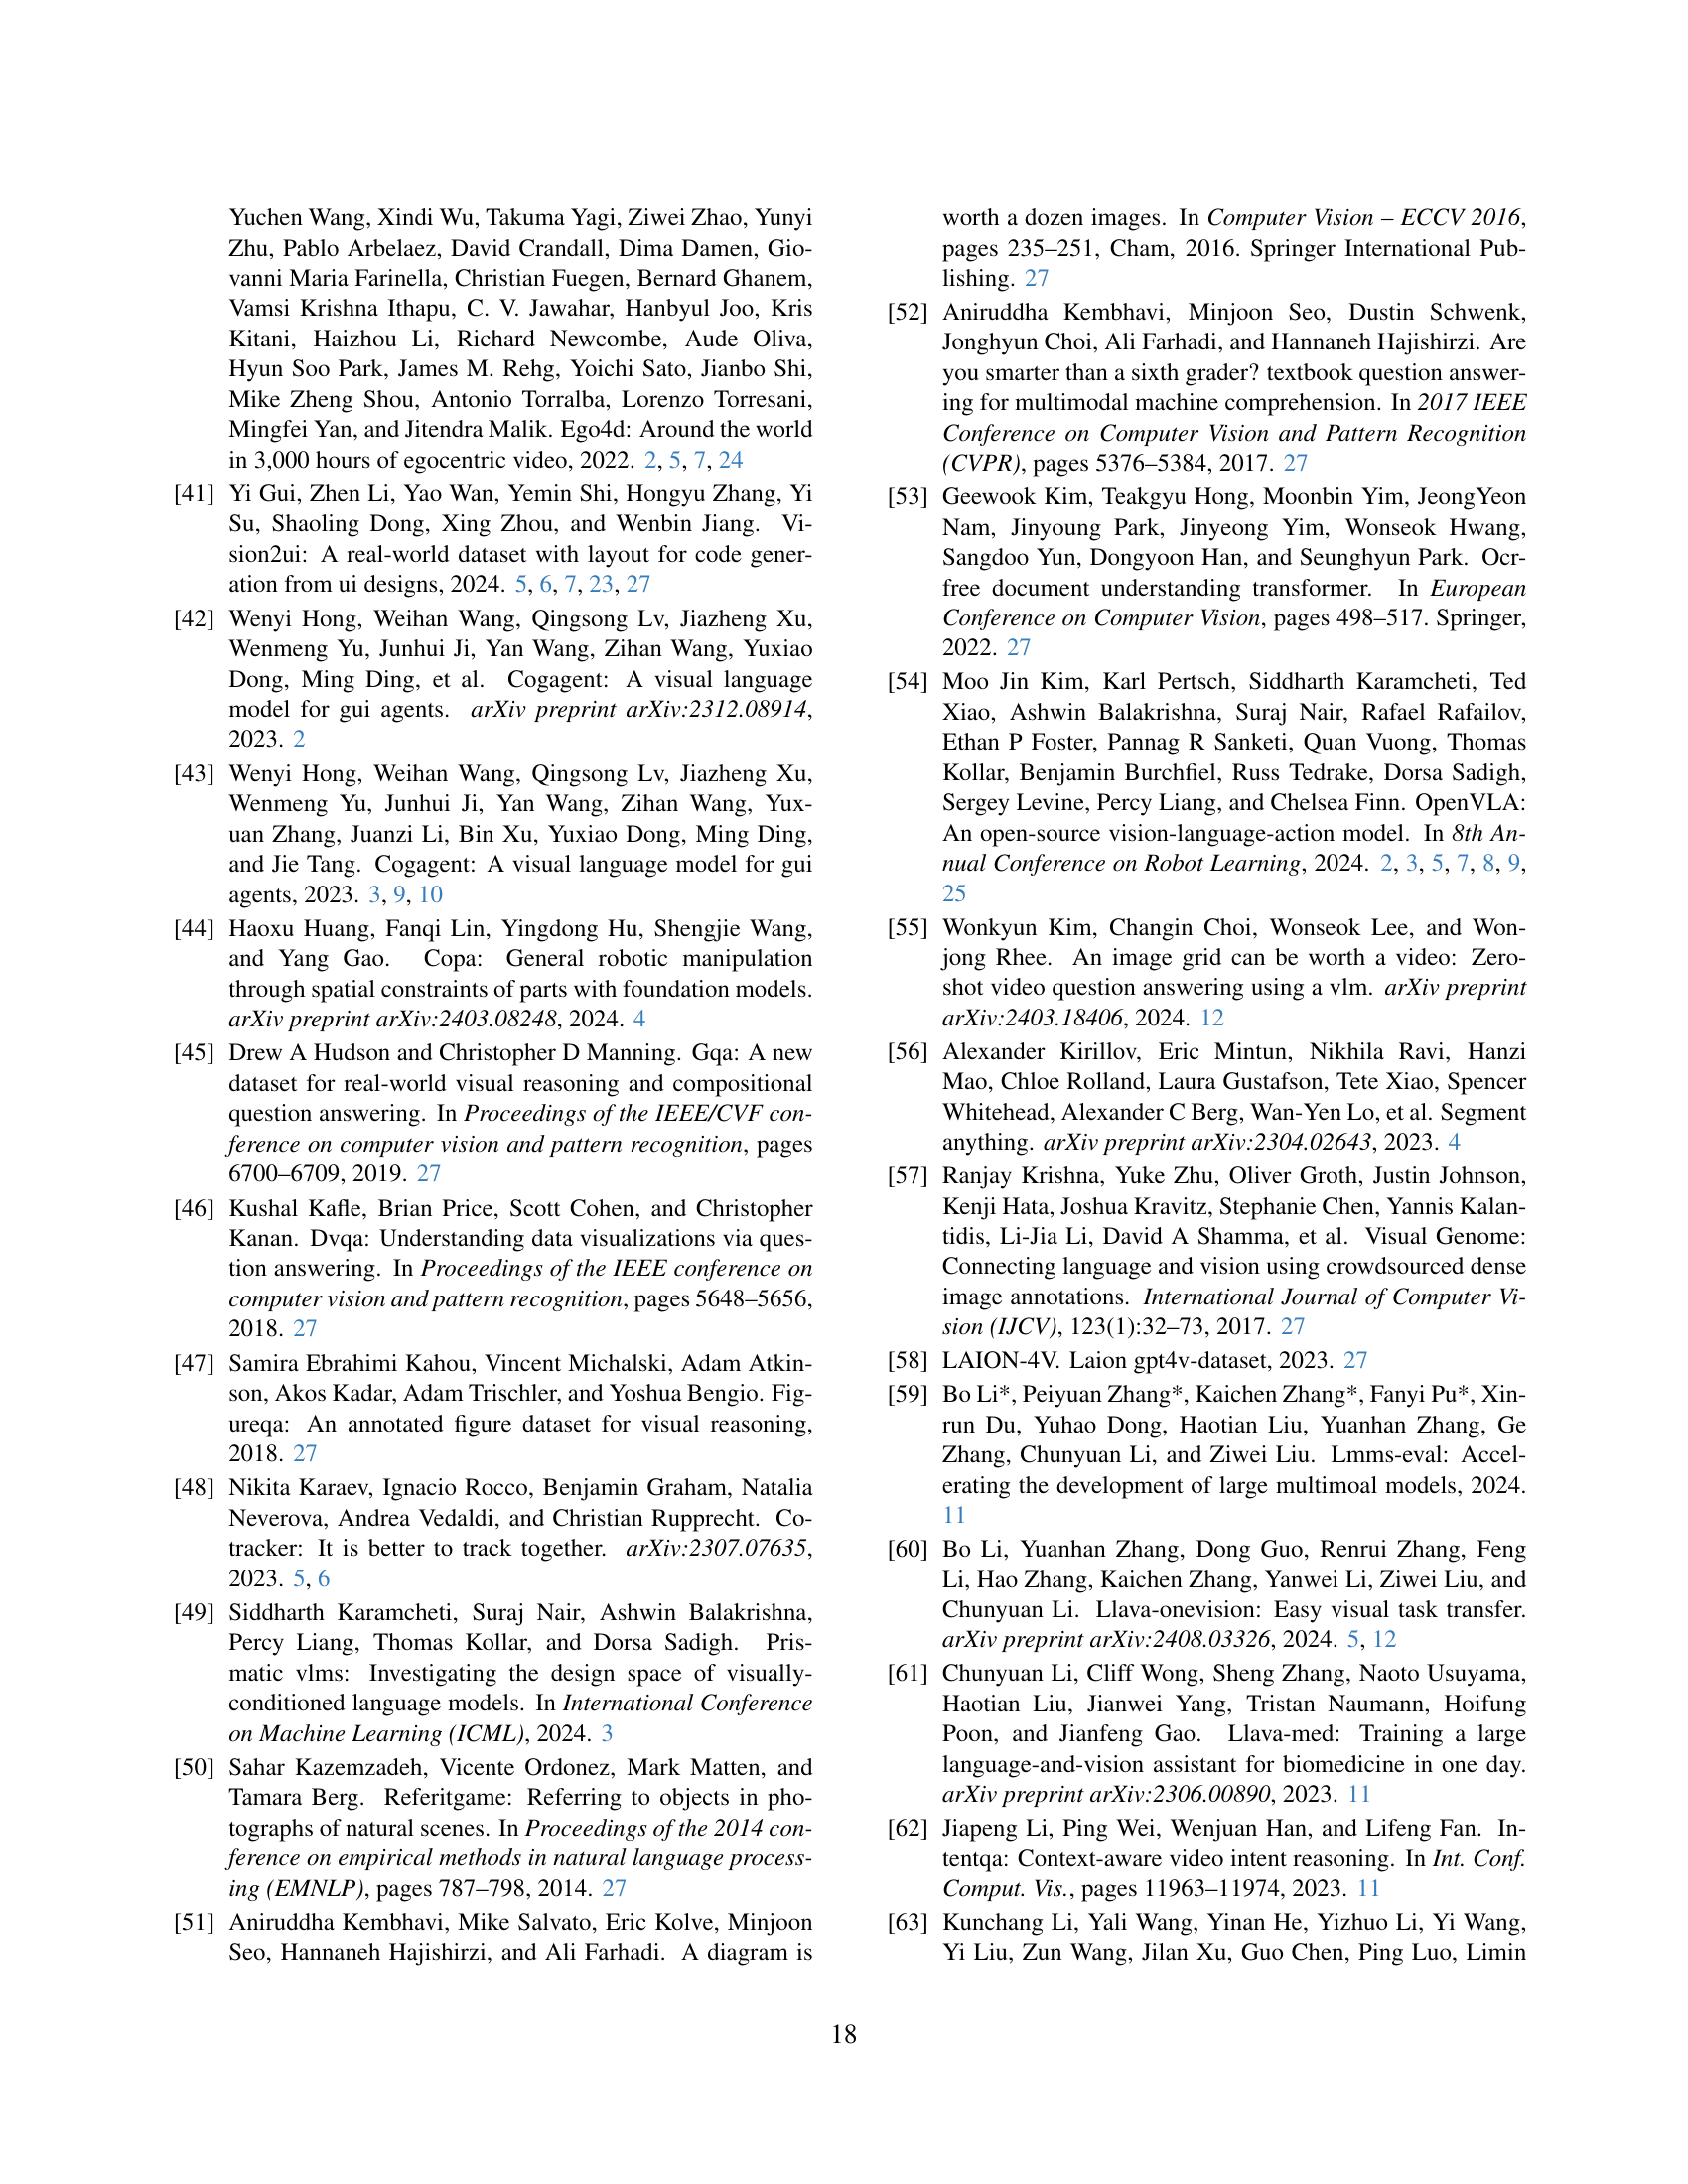 Yuchen Wang, Xindi Wu, Takuma Yagi, Ziwei Zhao, Yunyi
Zhu, Pablo Arbelaez, David Crandall, Dima Damen, Gio-
vanni Maria Farinella, Christian Fuegen, Bernard Ghanem,
Vamsi Krishna Ithapu, C. V. Jawahar, Hanbyul Joo, Kris
Kitani, Haizhou Li, Richard Newcombe, Aude Oliva,
Hyun Soo Park, James M. Rehg, Yoichi Sato, Jianbo Shi,
Mike Zheng Shou, Antonio Torralba, Lorenzo Torresani,
Mingfei Yan, and Jitendra Malik. Ego4d: Around the world
in 3,000 hours of egocentric video, 2022. 2, 5, 7, 24
[41] Yi Gui, Zhen Li, Yao Wan, Yemin Shi, Hongyu Zhang, Yi
Su, Shaoling Dong, Xing Zhou, and Wenbin Jiang. Vi-
sion2ui: A real-world dataset with layout for code gener-
ation from ui designs, 2024. 5, 6, 7, 23, 27
[42] Wenyi Hong, Weihan Wang, Qingsong Lv, Jiazheng Xu,
Wenmeng Yu, Junhui Ji, Yan Wang, Zihan Wang, Yuxiao
Dong, Ming Ding, et al. Cogagent: A visual language
model for gui agents. arXiv preprint arXiv:2312.08914,
2023. 2
[43] Wenyi Hong, Weihan Wang, Qingsong Lv, Jiazheng Xu,
Wenmeng Yu, Junhui Ji, Yan Wang, Zihan Wang, Yux-
uan Zhang, Juanzi Li, Bin Xu, Yuxiao Dong, Ming Ding,
and Jie Tang. Cogagent: A visual language model for gui
agents, 2023. 3, 9, 10
[44] Haoxu Huang, Fanqi Lin, Yingdong Hu, Shengjie Wang,
and Yang Gao. Copa: General robotic manipulation
through spatial constraints of parts with foundation models.
arXiv preprint arXiv:2403.08248, 2024. 4
[45] Drew A Hudson and Christopher D Manning. Gqa: A new
dataset for real-world visual reasoning and compositional
question answering. In Proceedings of the IEEE/CVF con-
ference on computer vision and pattern recognition, pages
6700–6709, 2019. 27
[46] Kushal Kafle, Brian Price, Scott Cohen, and Christopher
Kanan. Dvqa: Understanding data visualizations via ques-
tion answering. In Proceedings of the IEEE conference on
computer vision and pattern recognition, pages 5648–5656,
2018. 27
[47] Samira Ebrahimi Kahou, Vincent Michalski, Adam Atkin-
son, Akos Kadar, Adam Trischler, and Yoshua Bengio. Fig-
ureqa: An annotated figure dataset for visual reasoning,
2018. 27
[48] Nikita Karaev, Ignacio Rocco, Benjamin Graham, Natalia
Neverova, Andrea Vedaldi, and Christian Rupprecht. Co-
tracker: It is better to track together. arXiv:2307.07635,
2023. 5, 6
[49] Siddharth Karamcheti, Suraj Nair, Ashwin Balakrishna,
Percy Liang, Thomas Kollar, and Dorsa Sadigh. Pris-
matic vlms: Investigating the design space of visually-
conditioned language models. In International Conference
on Machine Learning (ICML), 2024. 3
[50] Sahar Kazemzadeh, Vicente Ordonez, Mark Matten, and
Tamara Berg. Referitgame: Referring to objects in pho-
tographs of natural scenes. In Proceedings of the 2014 con-
ference on empirical methods in natural language process-
ing (EMNLP), pages 787–798, 2014. 27
[51] Aniruddha Kembhavi, Mike Salvato, Eric Kolve, Minjoon
Seo, Hannaneh Hajishirzi, and Ali Farhadi. A diagram is
worth a dozen images. In Computer Vision – ECCV 2016,
pages 235–251, Cham, 2016. Springer International Pub-
lishing. 27
[52] Aniruddha Kembhavi, Minjoon Seo, Dustin Schwenk,
Jonghyun Choi, Ali Farhadi, and Hannaneh Hajishirzi. Are
you smarter than a sixth grader? textbook question answer-
ing for multimodal machine comprehension. In 2017 IEEE
Conference on Computer Vision and Pattern Recognition
(CVPR), pages 5376–5384, 2017. 27
[53] Geewook Kim, Teakgyu Hong, Moonbin Yim, JeongYeon
Nam, Jinyoung Park, Jinyeong Yim, Wonseok Hwang,
Sangdoo Yun, Dongyoon Han, and Seunghyun Park. Ocr-
free document understanding transformer. In European
Conference on Computer Vision, pages 498–517. Springer,
2022. 27
[54] Moo Jin Kim, Karl Pertsch, Siddharth Karamcheti, Ted
Xiao, Ashwin Balakrishna, Suraj Nair, Rafael Rafailov,
Ethan P Foster, Pannag R Sanketi, Quan Vuong, Thomas
Kollar, Benjamin Burchfiel, Russ Tedrake, Dorsa Sadigh,
Sergey Levine, Percy Liang, and Chelsea Finn. OpenVLA:
An open-source vision-language-action model. In 8th An-
nual Conference on Robot Learning, 2024. 2, 3, 5, 7, 8, 9,
25
[55] Wonkyun Kim, Changin Choi, Wonseok Lee, and Won-
jong Rhee. An image grid can be worth a video: Zero-
shot video question answering using a vlm. arXiv preprint
arXiv:2403.18406, 2024. 12
[56] Alexander Kirillov, Eric Mintun, Nikhila Ravi, Hanzi
Mao, Chloe Rolland, Laura Gustafson, Tete Xiao, Spencer
Whitehead, Alexander C Berg, Wan-Yen Lo, et al. Segment
anything. arXiv preprint arXiv:2304.02643, 2023. 4
[57] Ranjay Krishna, Yuke Zhu, Oliver Groth, Justin Johnson,
Kenji Hata, Joshua Kravitz, Stephanie Chen, Yannis Kalan-
tidis, Li-Jia Li, David A Shamma, et al. Visual Genome:
Connecting language and vision using crowdsourced dense
image annotations. International Journal of Computer Vi-
sion (IJCV), 123(1):32–73, 2017. 27
[58] LAION-4V. Laion gpt4v-dataset, 2023. 27
[59] Bo Li*, Peiyuan Zhang*, Kaichen Zhang*, Fanyi Pu*, Xin-
run Du, Yuhao Dong, Haotian Liu, Yuanhan Zhang, Ge
Zhang, Chunyuan Li, and Ziwei Liu. Lmms-eval: Accel-
erating the development of large multimoal models, 2024.
11
[60] Bo Li, Yuanhan Zhang, Dong Guo, Renrui Zhang, Feng
Li, Hao Zhang, Kaichen Zhang, Yanwei Li, Ziwei Liu, and
Chunyuan Li. Llava-onevision: Easy visual task transfer.
arXiv preprint arXiv:2408.03326, 2024. 5, 12
[61] Chunyuan Li, Cliff Wong, Sheng Zhang, Naoto Usuyama,
Haotian Liu, Jianwei Yang, Tristan Naumann, Hoifung
Poon, and Jianfeng Gao. Llava-med: Training a large
language-and-vision assistant for biomedicine in one day.
arXiv preprint arXiv:2306.00890, 2023. 11
[62] Jiapeng Li, Ping Wei, Wenjuan Han, and Lifeng Fan. In-
tentqa: Context-aware video intent reasoning. In Int. Conf.
Comput. Vis., pages 11963–11974, 2023. 11
[63] Kunchang Li, Yali Wang, Yinan He, Yizhuo Li, Yi Wang,
Yi Liu, Zun Wang, Jilan Xu, Guo Chen, Ping Luo, Limin
18